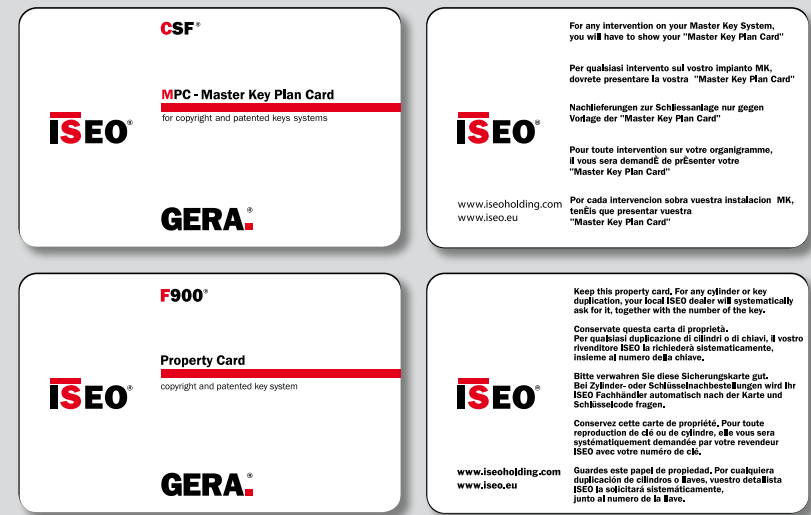 CSF®
MPC - Master Key Plan Card
for copyright and patented keys systems
ISEO®
GERA.®
For any intervention on your Master Key System,
you will have to show your "Master Key Plan Card"
Per qualsiasi intervento sul vostro impianto MK,
dovrete presentare la vostra "Master Key Plan Card"
Nachlieferungen zur Schliessanlage nur gegen
Vorlage der "Master Key Plan Card"
ISEO®
Pour toute intervention sur votre organigramme,
il vous sera demandÈ de prÈsenter votre
"Master Key Plan Card"
Por cada intervencion sobra vuestra instalacion MK,
tenÈis que presentar vuestra
"Master Key Plan Card"
www.iseoholding.com
www.iseo.eu
F900®
Property Card
copyright and patented key system
ISEO®
GERA.®
Keep this property card. For any cylinder or key
duplication, your local ISEO dealer will systematically
ask for it, together with the number of the key.
Conservate questa carta di proprietà.
Per qualsiasi duplicazione di cilindri o di chiavi, il vostro
rivenditore ISEO la richiederà sistematicamente,
insieme al numero della chiave.
Bitte verwahren Sie diese Sicherungskarte gut.
Bei Zylinder- oder Schlüsselnachbestellungen wird Ihr
ISEO Fachhändler automatisch nach der Karte und
Schlüsselcode fragen.
ISEO®
Conservez cette carte de propriété. Pour toute
reproduction de clé ou de cylindre, elle vous sera
systématiquement demandée par votre revendeur
ISEO avec votre numéro de clé.
Guardes este papel de propiedad. Por cualquiera
duplicación de cilindros o llaves, vuestro detallista
ISEO la solicitará sistemáticamente,
junto al numero de la llave.
www.iseoholding.com
www.iseo.eu